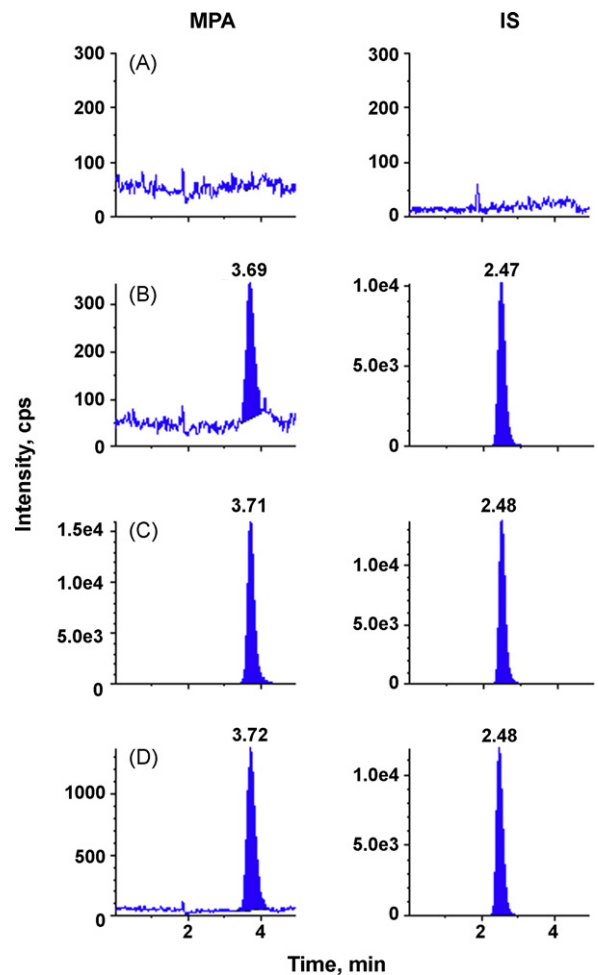 MPA IS
(A)
300 300
200 200
100 100
0 0
3.69 2.47
(B)
300 1.0e4
200
5.0e3
100
0 0
3.71 2.48
(C)
1.5e4
1.0e4 1.0e4
5.0e3 5.0e3
0 0
3.72 2.48
(D)
1000 1.0e4
500 5.0e3
0 0
2 4 2 4
Intensity, cps
Time, min